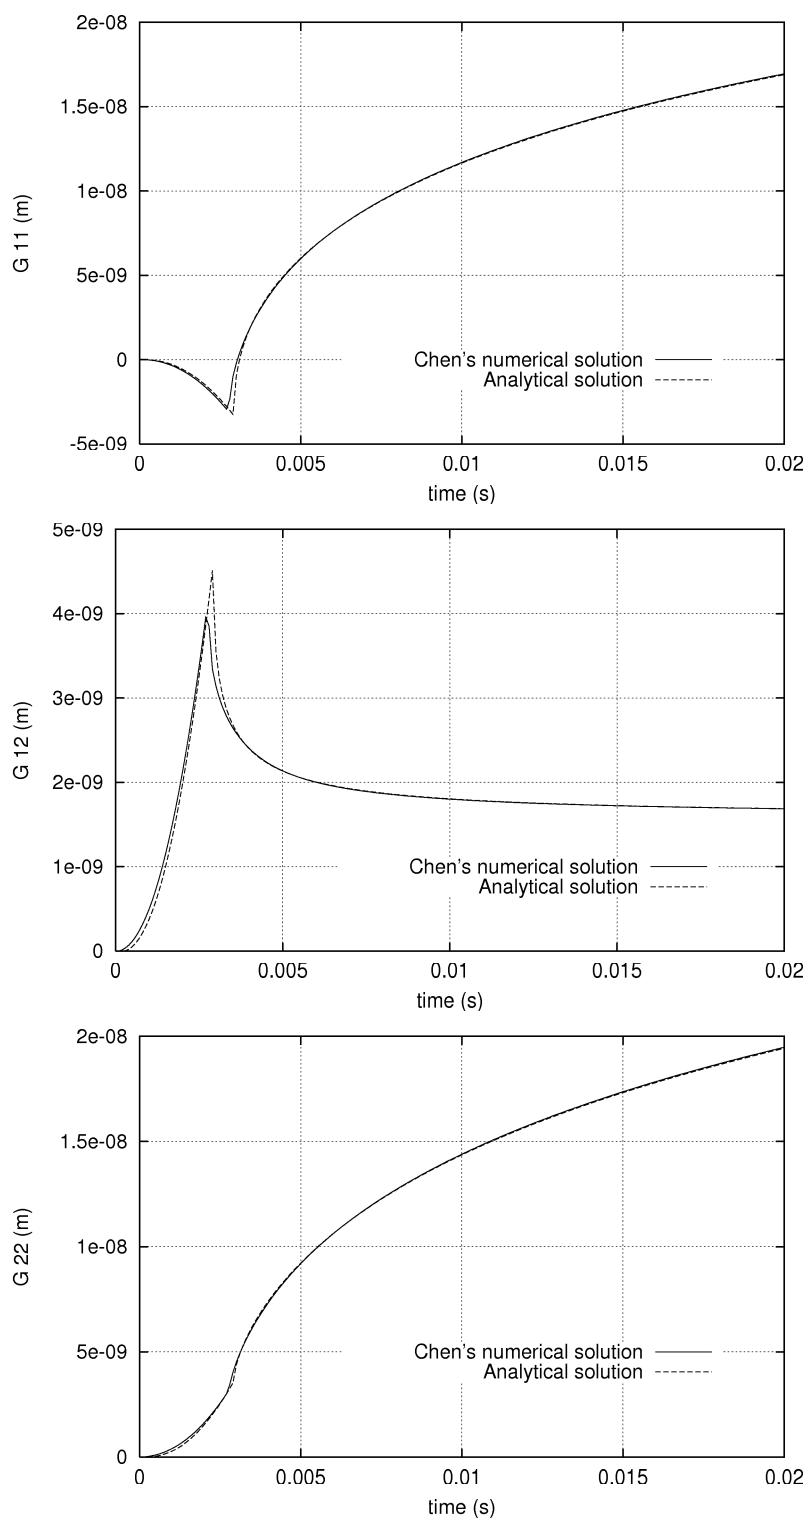 2e-08
1.5e-08
1e-08
5e-09
0
-5e-09
G 11 (m)
Chen's numerical solution
Analytical solution
0 0.005 0.01 0.015 0.02
time (s)
5e-09
4e-09
3e-09
2e-09
1e-09
0
G 12 (m)
Chen's numerical solution
Analytical solution
0 0.005 0.01 0.015 0.02
time (s)
2e-08
1.5e-08
1e-08
5e-09
0
G 22 (m)
Chen's numerical solution
Analytical solution
0 0.005 0.01 0.015 0.02
time (s)